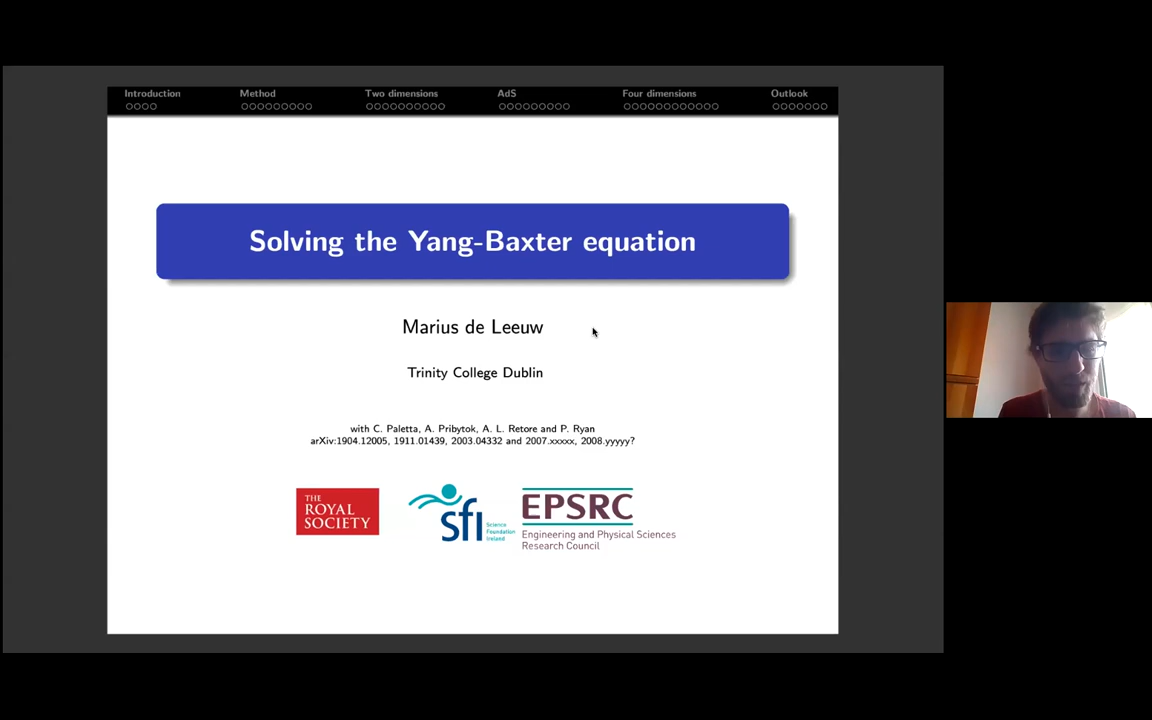 Introduction Method Two dimensions AdS Four dimensions Outlook
Solving the Yang-Baxter equation
Marius de Leeuw
Trinity College Dublin
with C. Paletta, A. Pribytok, A. L. Retore and P. Ryan
arXiv:1904.12005, 1911.01439, 2003.04332 and 2007.xxxxx, 2008.yyyyy?
THE
ROYAL
SOCIETY
sfi
Science
Foundation
Ireland
EPSRC
Engineering and Physical Sciences
Research Council